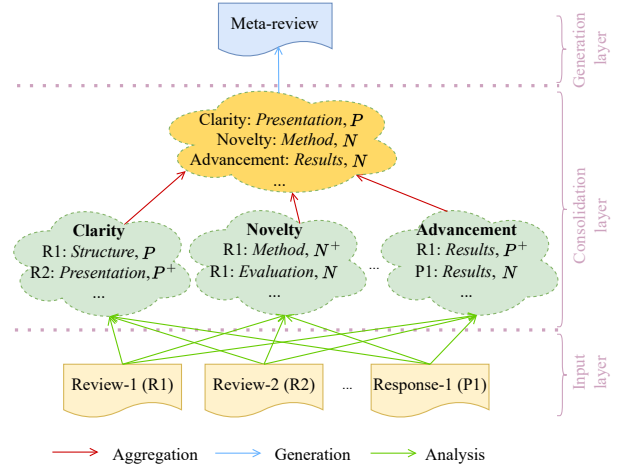 Meta-review
Generation layer
Clarity: Presentation, P
Novelty: Method, N
Advancement: Results, N
...
Consolidation layer
Clarity
R1: Structure, P
R2: Presentation, P⁺
...
Novelty
R1: Method, N⁺
R1: Evaluation, N
...
...
Advancement
R1: Results, P⁺
P1: Results, N
...
Input layer
Review-1 (R1)
Review-2 (R2)
...
Response-1 (P1)
Aggregation
Generation
Analysis